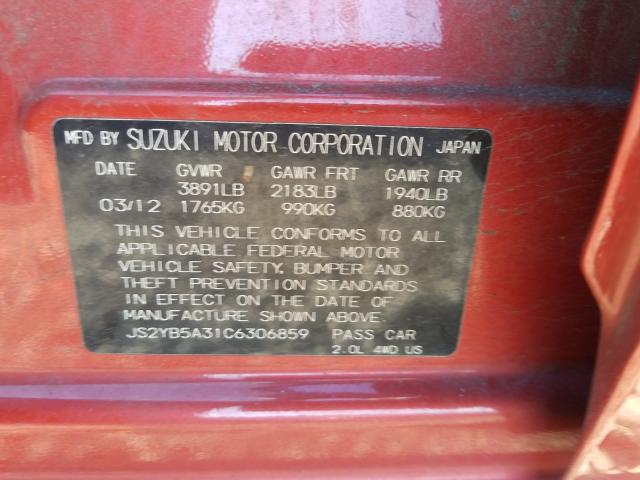 MFD BY SUZUKI MOTOR CORPORATION JAPAN
DATE GVWR GAWR FRT GAWR RR
3891LB 2183LB 1940LB
03/12 1765KG 990KG 880KG
THIS VEHICLE CONFORMS TO ALL
APPLICABLE FEDERAL MOTOR
VEHICLE SAFETY, BUMPER AND
THEFT PREVENTION STANDARDS
IN EFFECT ON THE DATE OF
MANUFACTURE SHOWN ABOVE.
JS2YB5A31C6306859 PASS CAR
2.0L 4WD US